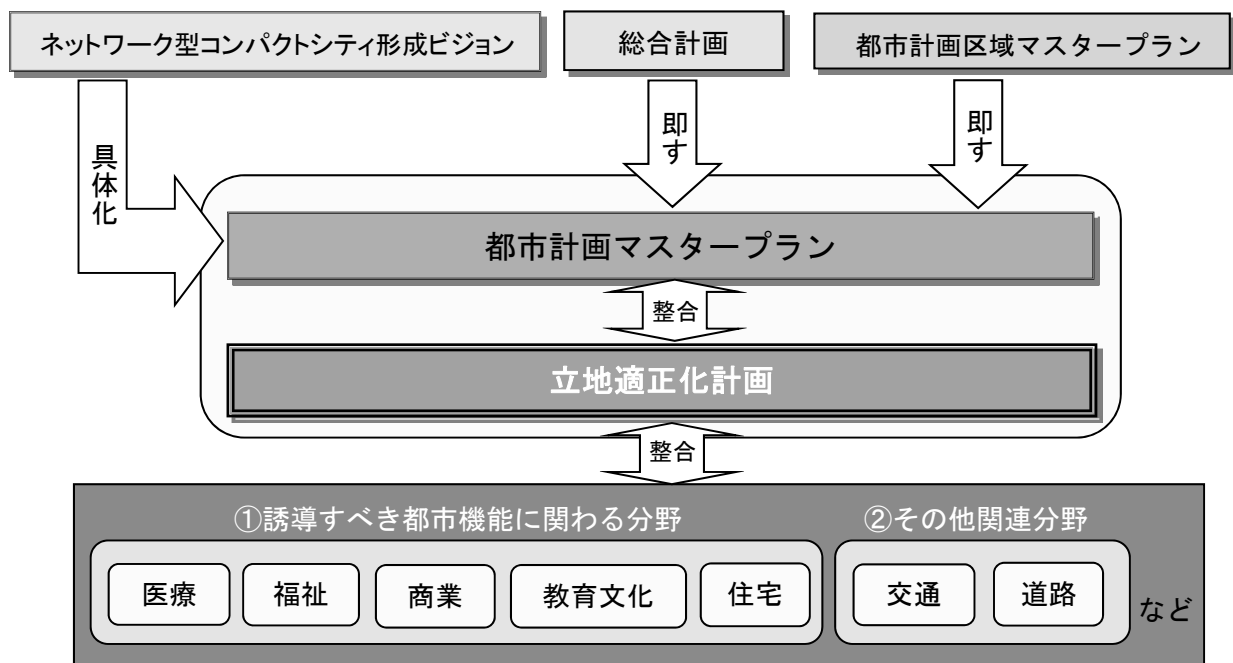 ネットワーク型コンパクトシティ形成ビジョン
総合計画
都市計画区域マスタープラン
具体化
即す
即す
都市計画マスタープラン
整合
立地適正化計画
整合
①誘導すべき都市機能に関わる分野
②その他関連分野
医療
福祉
商業
教育文化
住宅
交通
道路
など